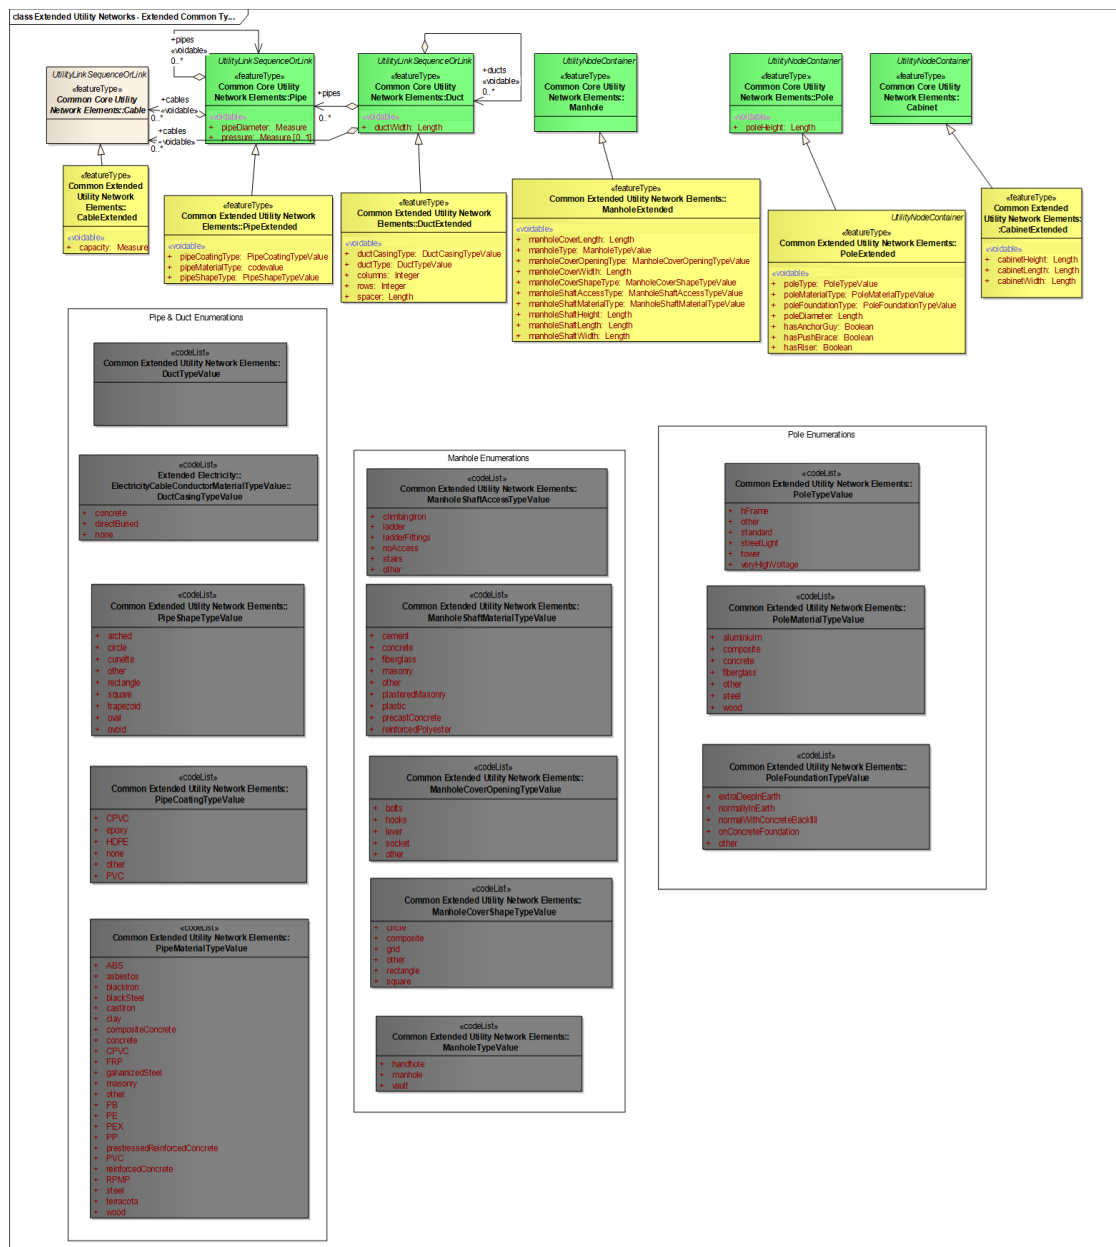 class Extended Utility Networks - Extended Common Ty...
+pipes
«voidable»
0..*
+cables
«voidable»
0..*
+cables
«voidable»
0..*
+pipes
0..*
+ducts
«voidable»
0..*
UtilityLinkSequenceOrLink
«featureType»
Common Core Utility
Network Elements::Cable
UtilityLinkSequenceOrLink
«featureType»
Common Core Utility
Network Elements::Pipe
«voidable»
+ pipeDiameter: Measure
+ pressure: Measure [0..1]
UtilityLinkSequenceOrLink
«featureType»
Common Core Utility
Network Elements::Duct
«voidable»
+ ductWidth: Length
UtilityNodeContainer
«featureType»
Common Core Utility
Network Elements::
Manhole
UtilityNodeContainer
«featureType»
Common Core Utility
Network Elements::Pole
«voidable»
+ poleHeight: Length
UtilityNodeContainer
«featureType»
Common Core Utility
Network Elements::
Cabinet
«featureType»
Common Extended
Utility Network
Elements::
CableExtended
«voidable»
+ capacity: Measure
«featureType»
Common Extended Utility Network
Elements::PipeExtended
«voidable»
+ pipeCoatingType: PipeCoatingTypeValue
+ pipeMaterialType: codevalue
+ pipeShapeType: PipeShapeTypeValue
«featureType»
Common Extended Utility Network
Elements::DuctExtended
«voidable»
+ ductCasingType: DuctCasingTypeValue
+ ductType: DuctTypeValue
+ columns: Integer
+ rows: Integer
+ spacer: Length
«featureType»
Common Extended Utility Network Elements::
ManholeExtended
«voidable»
+ manholeCoverLength: Length
+ manholeType: ManholeTypeValue
+ manholeCoverOpeningType: ManholeCoverOpeningTypeValue
+ manholeCoverWidth: Length
+ manholeCoverShapeType: ManholeCoverShapeTypeValue
+ manholeShaftAccessType: ManholeShaftAccessTypeValue
+ manholeShaftMaterialType: ManholeShaftMaterialTypeValue
+ manholeShaftHeight: Length
+ manholeShaftLength: Length
+ manholeShaftWidth: Length
UtilityNodeContainer
«featureType»
Common Extended Utility Network Elements::
PoleExtended
«voidable»
+ poleType: PoleTypeValue
+ poleMaterialType: PoleMaterialTypeValue
+ poleFoundationType: PoleFoundationTypeValue
+ poleDiameter: Length
+ hasAnchorGuy: Boolean
+ hasPushBrace: Boolean
+ hasRiser: Boolean
«featureType»
Common Extended
Utility Network Elements:
:CabinetExtended
«voidable»
+ cabinetHeight: Length
+ cabinetLength: Length
+ cabinetWidth: Length
Pipe & Duct Enumerations
«codeList»
Common Extended Utility Network Elements::
DuctTypeValue
«codeList»
Extended Electricity::
ElectricityCableConductorMaterialTypeValue::
DuctCasingTypeValue
+ concrete
+ directBuried
+ none
«codeList»
Common Extended Utility Network Elements::
PipeShapeTypeValue
+ arched
+ circle
+ cunette
+ other
+ rectangle
+ square
+ trapezoid
+ oval
+ ovoid
«codeList»
Common Extended Utility Network Elements::
PipeCoatingTypeValue
+ CPVC
+ epoxy
+ HDPE
+ none
+ other
+ PVC
«codeList»
Common Extended Utility Network Elements::
PipeMaterialTypeValue
+ ABS
+ asbestos
+ blackIron
+ blackSteel
+ castIron
+ clay
+ compositeConcrete
+ concrete
+ CPVC
+ FRP
+ galvanizedSteel
+ masonry
+ other
+ PB
+ PE
+ PEX
+ PP
+ prestressedReinforcedConcrete
+ PVC
+ reinforcedConcrete
+ RPMP
+ steel
+ terracota
+ wood
Manhole Enumerations
«codeList»
Common Extended Utility Network Elements::
ManholeShaftAccessTypeValue
+ climbingIron
+ ladder
+ ladderFittings
+ noAccess
+ stairs
+ other
«codeList»
Common Extended Utility Network Elements::
ManholeShaftMaterialTypeValue
+ cement
+ concrete
+ fiberglass
+ masonry
+ other
+ plasteredMasonry
+ plastic
+ precastConcrete
+ reinforcedPolyester
«codeList»
Common Extended Utility Network Elements::
ManholeCoverOpeningTypeValue
+ bolts
+ hooks
+ lever
+ socket
+ other
«codeList»
Common Extended Utility Network Elements::
ManholeCoverShapeTypeValue
+ circle
+ composite
+ grid
+ other
+ rectangle
+ square
«codeList»
Common Extended Utility Network Elements::
ManholeTypeValue
+ handhole
+ manhole
+ vault
Pole Enumerations
«codeList»
Common Extended Utility Network Elements::
PoleTypeValue
+ hFrame
+ other
+ standard
+ streetLight
+ tower
+ veryHighVoltage
«codeList»
Common Extended Utility Network Elements::
PoleMaterialTypeValue
+ aluminiuim
+ composite
+ concrete
+ fiberglass
+ other
+ steel
+ wood
«codeList»
Common Extended Utility Network Elements::
PoleFoundationTypeValue
+ extraDeepInEarth
+ normallyInEarth
+ normalWithConcreteBackfill
+ onConcreteFoundation
+ other